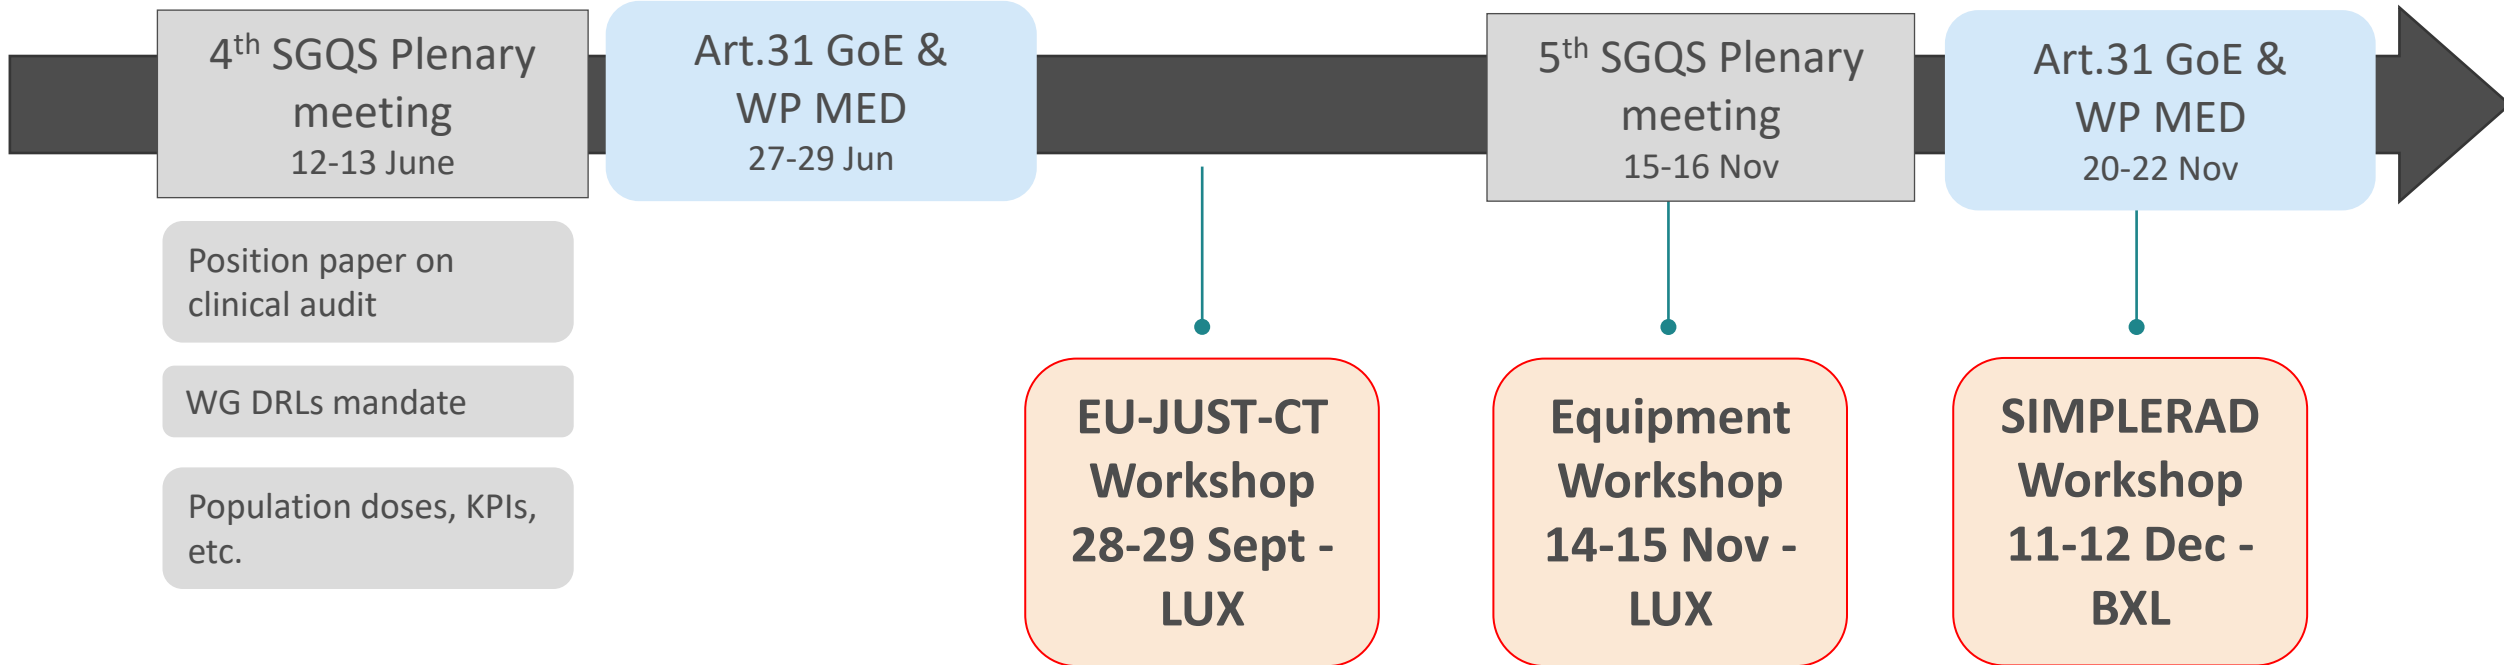 4th SGQS Plenary
meeting
12-13 June
Art.31 GoE &
WP MED
27-29 Jun
5th SGQS Plenary
meeting
15-16 Nov
Art.31 GoE &
WP MED
20-22 Nov
Position paper on
clinical audit
WG DRLs mandate
Population doses, KPIs,
etc.
EU-JUST-CT
Workshop
28-29 Sept -
LUX
Equipment
Workshop
14-15 Nov -
LUX
SIMPLERAD
Workshop
11-12 Dec -
BXL